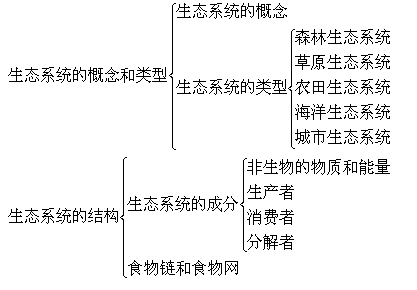 生态系统的概念和类型
生态系统的概念
生态系统的类型
森林生态系统
草原生态系统
农田生态系统
海洋生态系统
城市生态系统
生态系统的结构
生态系统的成分
非生物的物质和能量
生产者
消费者
分解者
食物链和食物网